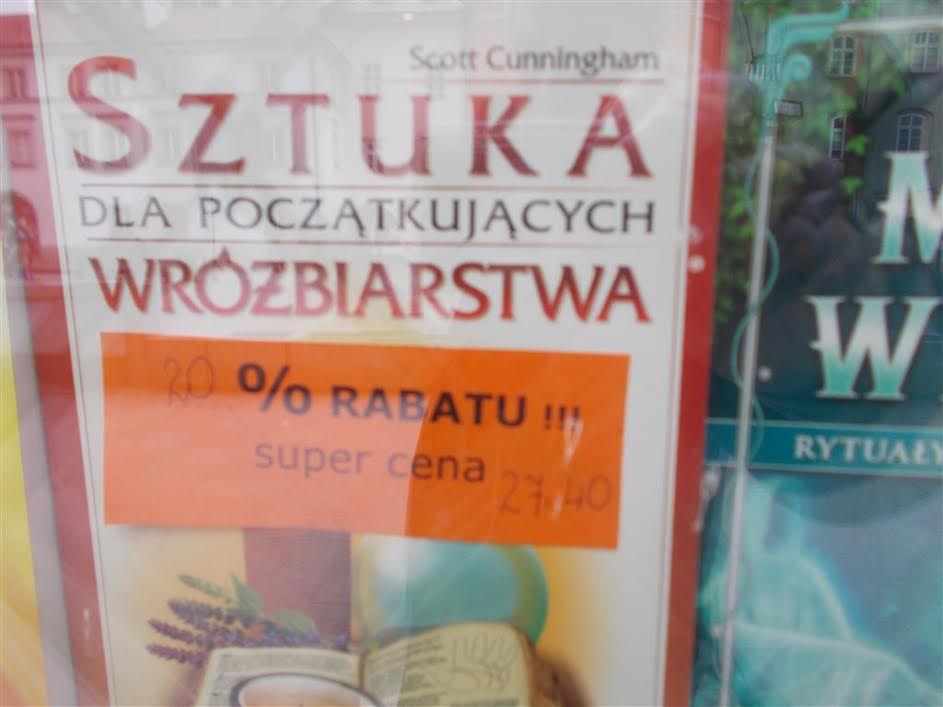 Scott Cunningham
SZTUKA
DLA POCZĄTKUJĄCYCH
WRÓŻBIARSTWA
20 % RABATU !!!
super cena 27.40
M
W
RYTUAŁY